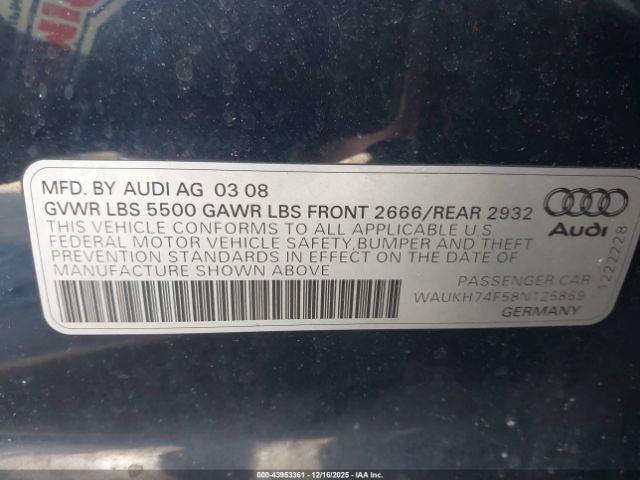 MFD. BY AUDI AG 03 08
GVWR LBS 5500 GAWR LBS FRONT 2666/REAR 2932
THIS VEHICLE CONFORMS TO ALL APPLICABLE U.S
FEDERAL MOTOR VEHICLE SAFETY,BUMPER AND THEFT
PREVENTION STANDARDS IN EFFECT ON THE DATE OF
MANUFACTURE SHOWN ABOVE
Audi
1222228
PASSENGER CAR
WAUKH74F58N125869
GERMANY
000-43953361 - 12/16/2025 - IAA Inc.